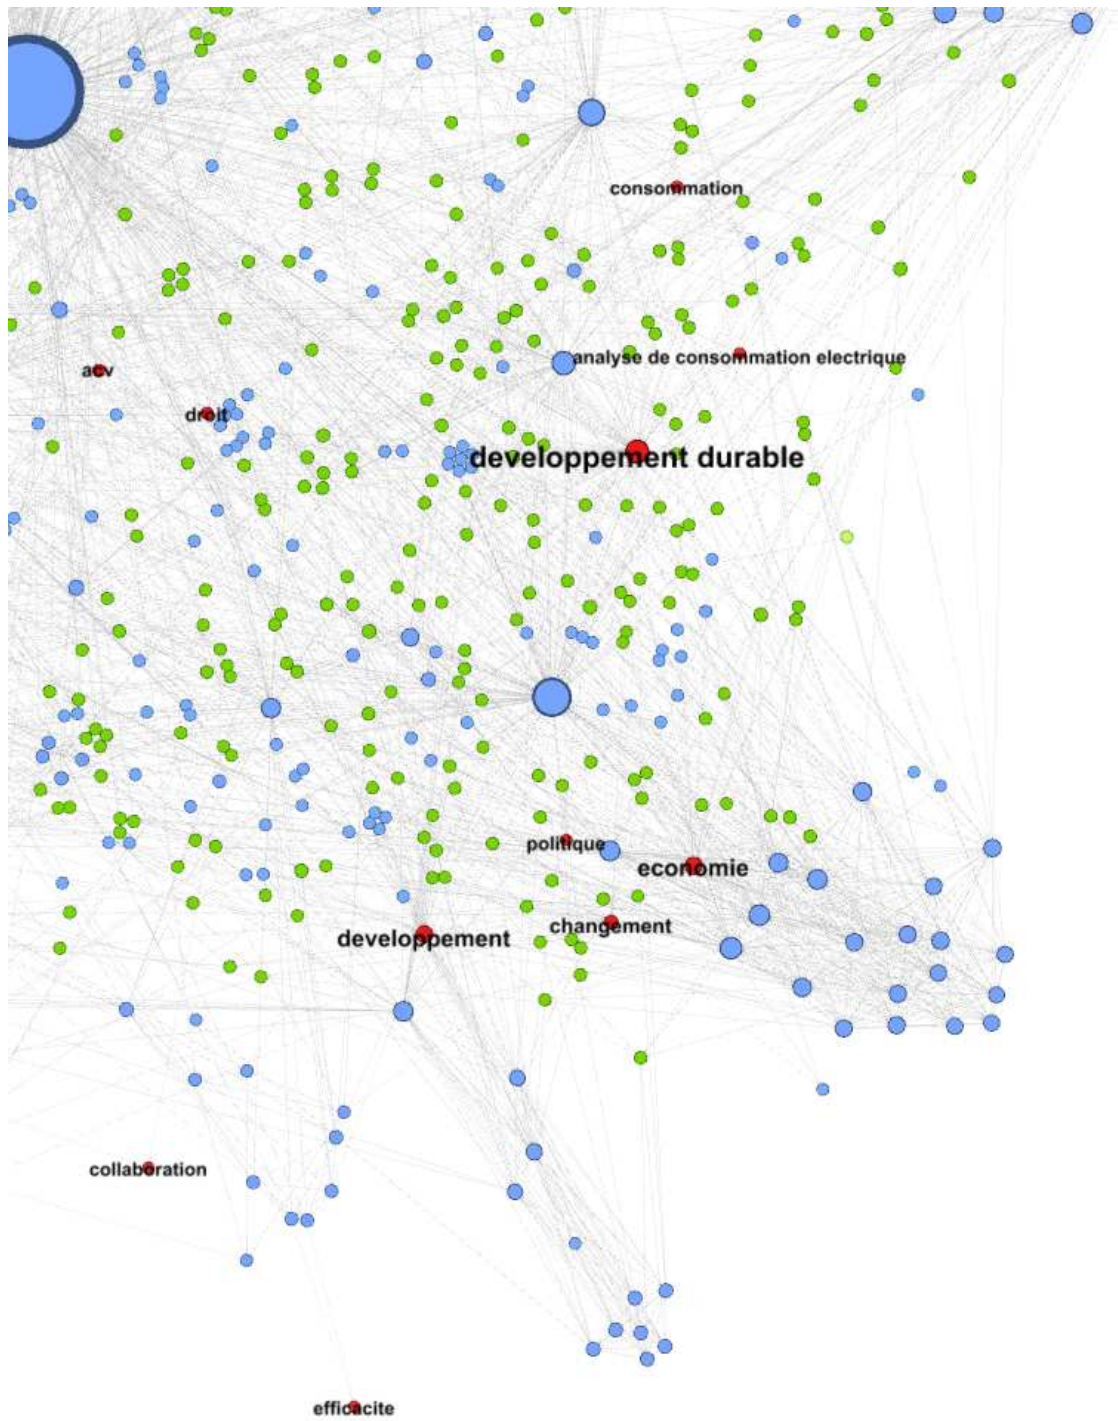 consommation
analyse de consommation electrique
acv
droit
developpement durable
politique
economie
changement
developpement
collaboration
efficacite